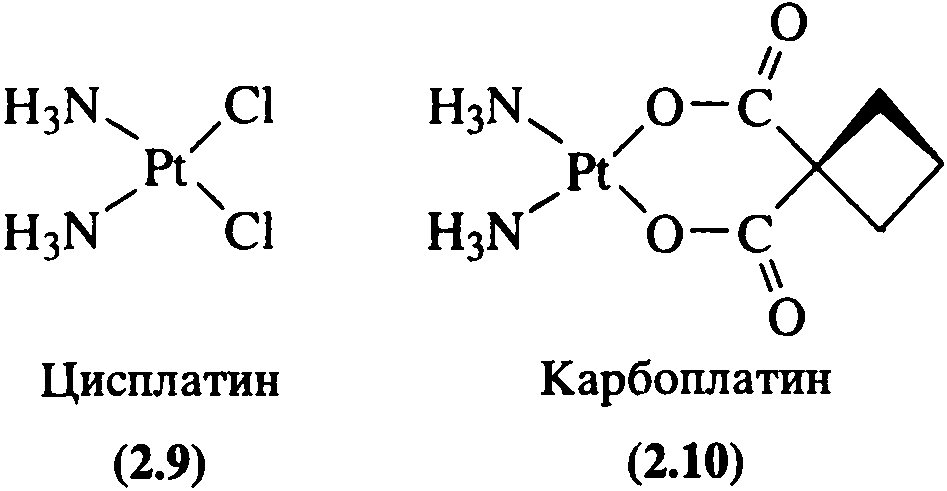 O
H₃N Cl H₃N O–C
Pt Pt
H₃N Cl H₃N O–C
O
Цисплатин Карбоплатин
(2.9) (2.10)